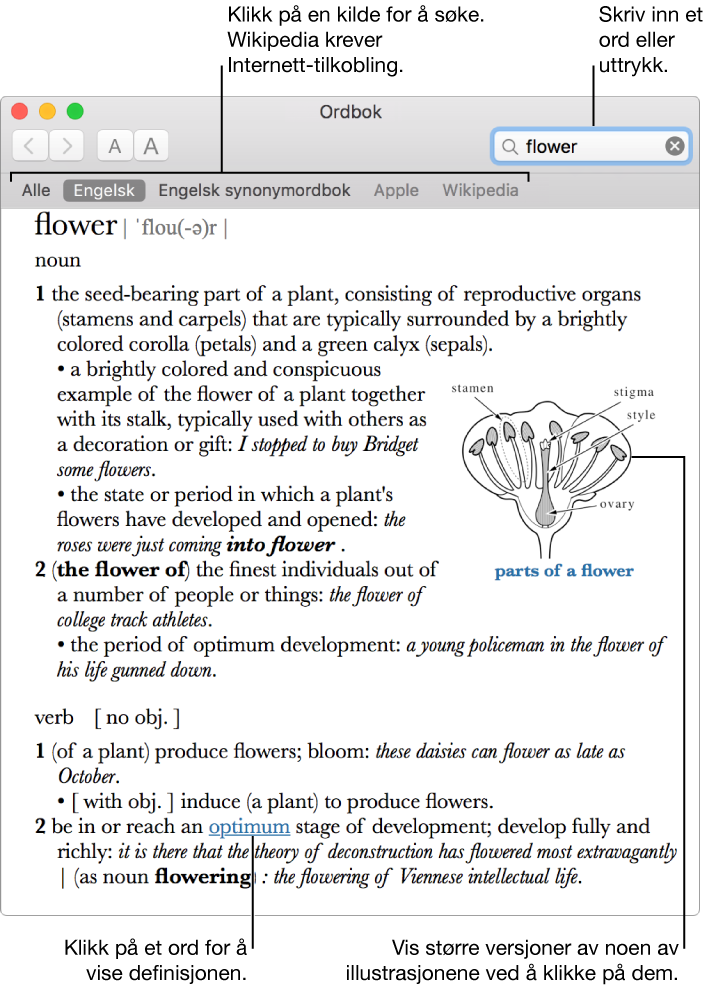 Klikk på en kilde for å søke.
Wikipedia krever
Internett-tilkobling.
Skriv inn et
ord eller
uttrykk.
Ordbok
A A
flower
Alle Engelsk Engelsk synonymordbok Apple Wikipedia
flower | ˈflou(-ə)r |
noun
1 the seed-bearing part of a plant, consisting of reproductive organs
(stamens and carpels) that are typically surrounded by a brightly
colored corolla (petals) and a green calyx (sepals).
• a brightly colored and conspicuous
example of the flower of a plant together
with its stalk, typically used with others as
a decoration or gift: I stopped to buy Bridget
some flowers.
• the state or period in which a plant's
flowers have developed and opened: the
roses were just coming into flower .
stamen
stigma
style
ovary
parts of a flower
2 (the flower of) the finest individuals out of
a number of people or things: the flower of
college track athletes.
• the period of optimum development: a young policeman in the flower of
his life gunned down.
verb [ no obj. ]
1 (of a plant) produce flowers; bloom: these daisies can flower as late as
October.
• [ with obj. ] induce (a plant) to produce flowers.
2 be in or reach an optimum stage of development; develop fully and
richly: it is there that the theory of deconstruction has flowered most extravagantly
| (as noun flowering) : the flowering of Viennese intellectual life.
Klikk på et ord for å
vise definisjonen.
Vis større versjoner av noen av
illustrasjonene ved å klikke på dem.